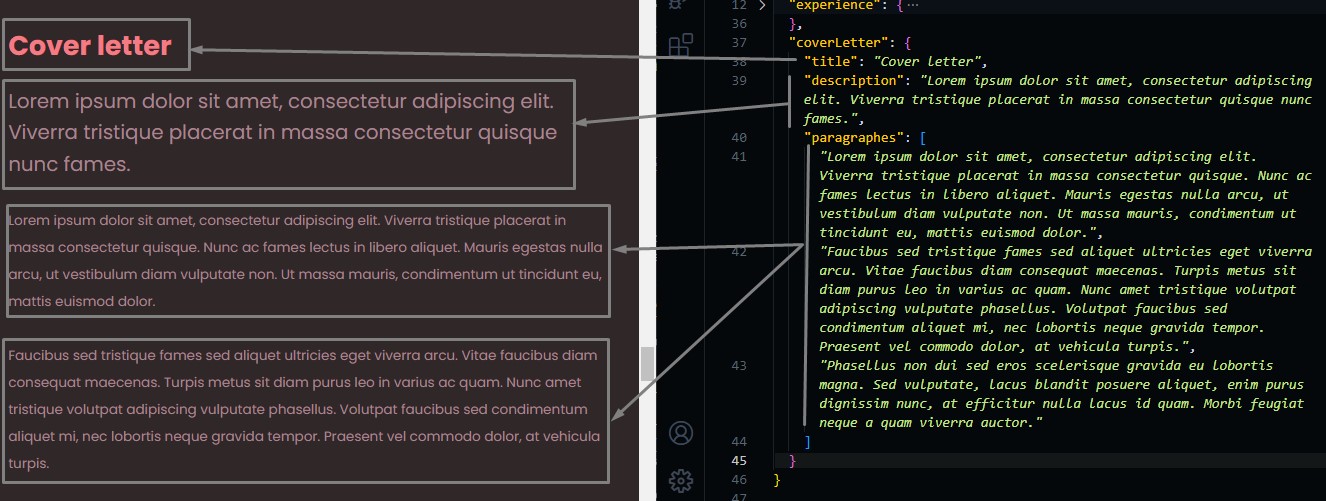 Cover letter
Lorem ipsum dolor sit amet, consectetur adipiscing elit.
Viverra tristique placerat in massa consectetur quisque
nunc fames.
Lorem ipsum dolor sit amet, consectetur adipiscing elit. Viverra tristique placerat in
massa consectetur quisque. Nunc ac fames lectus in libero aliquet. Mauris egestas nulla
arcu, ut vestibulum diam vulputate non. Ut massa mauris, condimentum ut tincidunt eu,
mattis euismod dolor.
Faucibus sed tristique fames sed aliquet ultricies eget viverra arcu. Vitae faucibus diam
consequat maecenas. Turpis metus sit diam purus leo in varius ac quam. Nunc amet
tristique volutpat adipiscing vulputate phasellus. Volutpat faucibus sed condimentum
aliquet mi, nec lobortis neque gravida tempor. Praesent vel commodo dolor, at vehicula
turpis.
12 > "experience": {···
36 },
37 "coverLetter": {
38 "title": "Cover letter",
39 "description": "Lorem ipsum dolor sit amet, consectetur adipiscing
elit. Viverra tristique placerat in massa consectetur quisque nunc
fames.",
40 "paragraphes": [
41 "Lorem ipsum dolor sit amet, consectetur adipiscing elit.
Viverra tristique placerat in massa consectetur quisque. Nunc ac
fames lectus in libero aliquet. Mauris egestas nulla arcu, ut
vestibulum diam vulputate non. Ut massa mauris, condimentum ut
tincidunt eu, mattis euismod dolor.",
42 "Faucibus sed tristique fames sed aliquet ultricies eget viverra
arcu. Vitae faucibus diam consequat maecenas. Turpis metus sit
diam purus leo in varius ac quam. Nunc amet tristique volutpat
adipiscing vulputate phasellus. Volutpat faucibus sed
condimentum aliquet mi, nec lobortis neque gravida tempor.
Praesent vel commodo dolor, at vehicula turpis.",
43 "Phasellus non dui sed eros scelerisque gravida eu lobortis
magna. Sed vulputate, lacus blandit posuere aliquet, enim purus
dignissim nunc, at efficitur nulla lacus id quam. Morbi feugiat
neque a quam viverra auctor."
44 ]
45 }
46 }
47